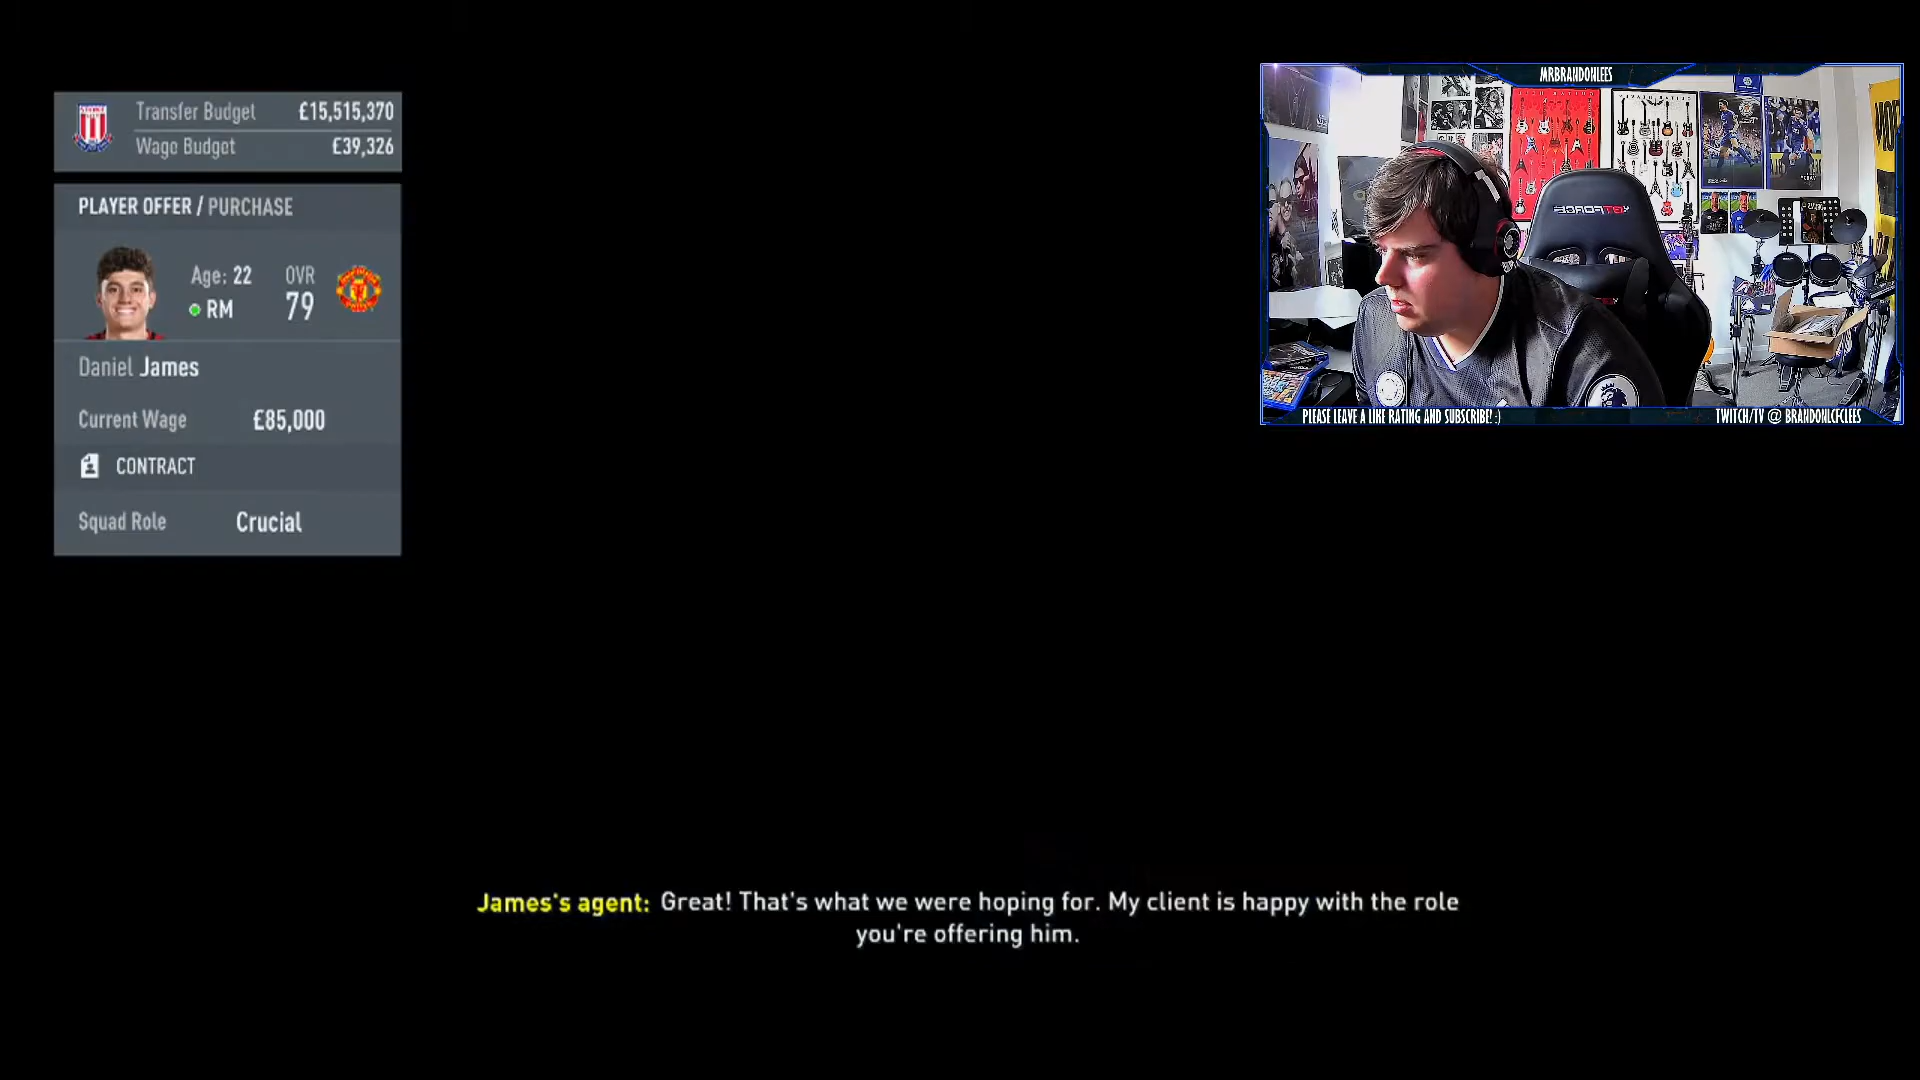 MRBRANDONLEES
Transfer Budget £15,515,370
Wage Budget £39,326
PLAYER OFFER / PURCHASE
Age: 22 OVR
RM 79
Daniel James
Current Wage £85,000
CONTRACT
Squad Role Crucial
PLEASE LEAVE A LIKE RATING AND SUBSCRIBE! :)
TWITCH/TV @ BRANDONLCFCLEES
James's agent: Great! That's what we were hoping for. My client is happy with the role
you're offering him.